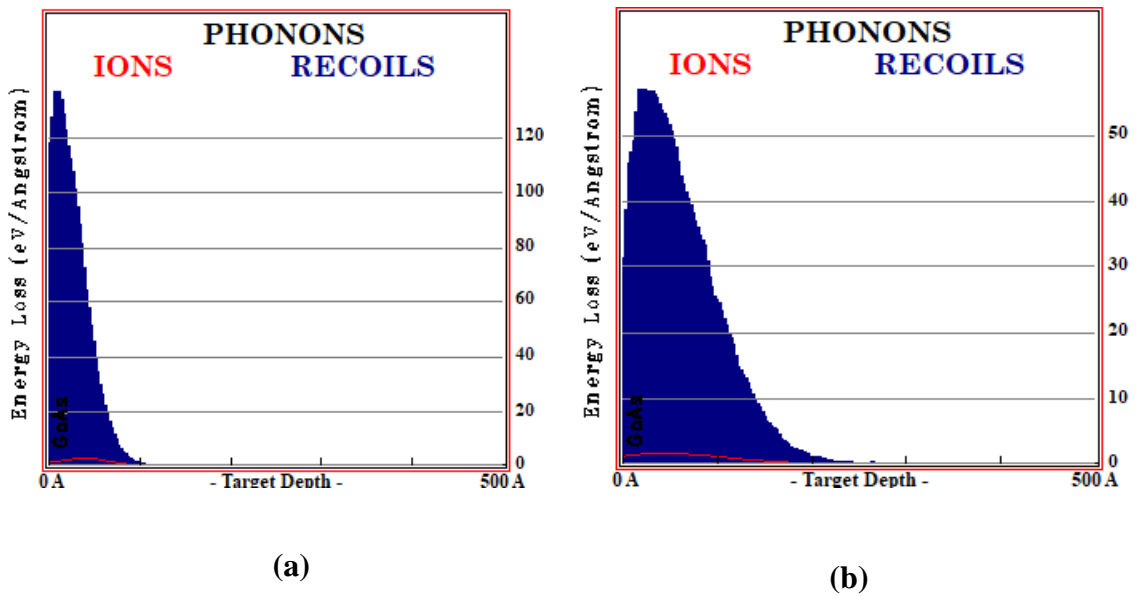 PHONONS
IONS RECOILS
Energy Loss (eV/Angstrom)
120
100
80
60
40
20
0
GaAs
0 A - Target Depth - 500 A
(a)
PHONONS
IONS RECOILS
Energy Loss (eV/Angstrom)
50
40
30
20
10
0
GaAs
0 A - Target Depth - 500 A
(b)